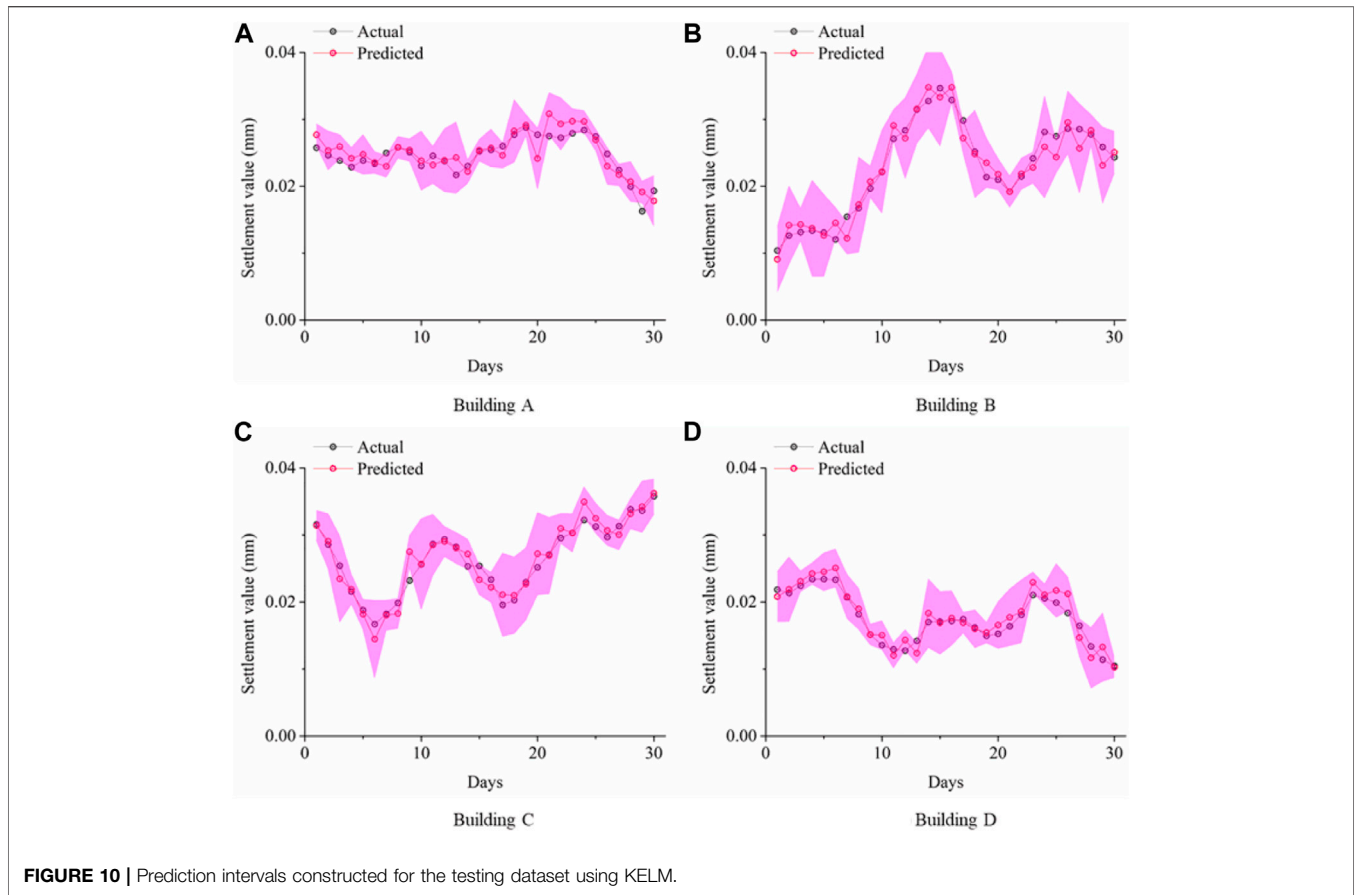 A
Actual
Predicted
0.04
0.02
0.00
Settlement value (mm)
0
10
20
30
Days
Building A
B
Actual
Predicted
0.04
0.02
0.00
Settlement value (mm)
0
10
20
30
Days
Building B
C
Actual
Predicted
0.04
0.02
0.00
Settlement value (mm)
0
10
20
30
Days
Building C
D
Actual
Predicted
0.04
0.02
0.00
Settlement value (mm)
0
10
20
30
Days
Building D
FIGURE 10 | Prediction intervals constructed for the testing dataset using KELM.